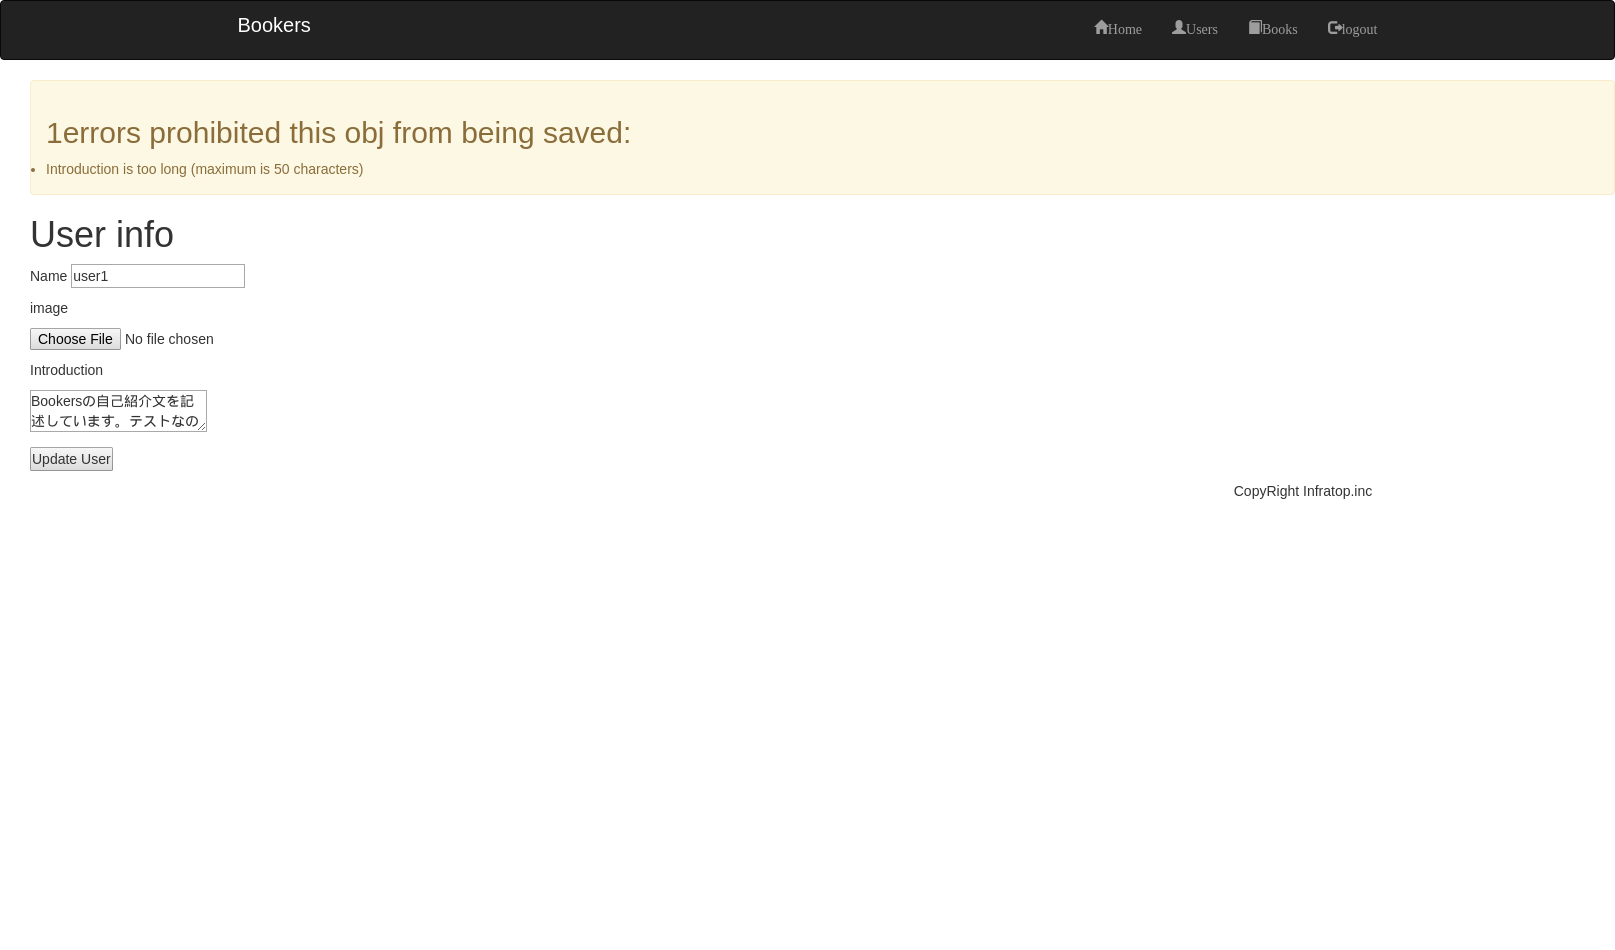 Bookers
Home Users Books logout
1errors prohibited this obj from being saved:
Introduction is too long (maximum is 50 characters)
User info
Name user1
image
Choose File No file chosen
Introduction
Bookersの自己紹介文を記
述しています。テストなの
Update User
CopyRight Infratop.inc